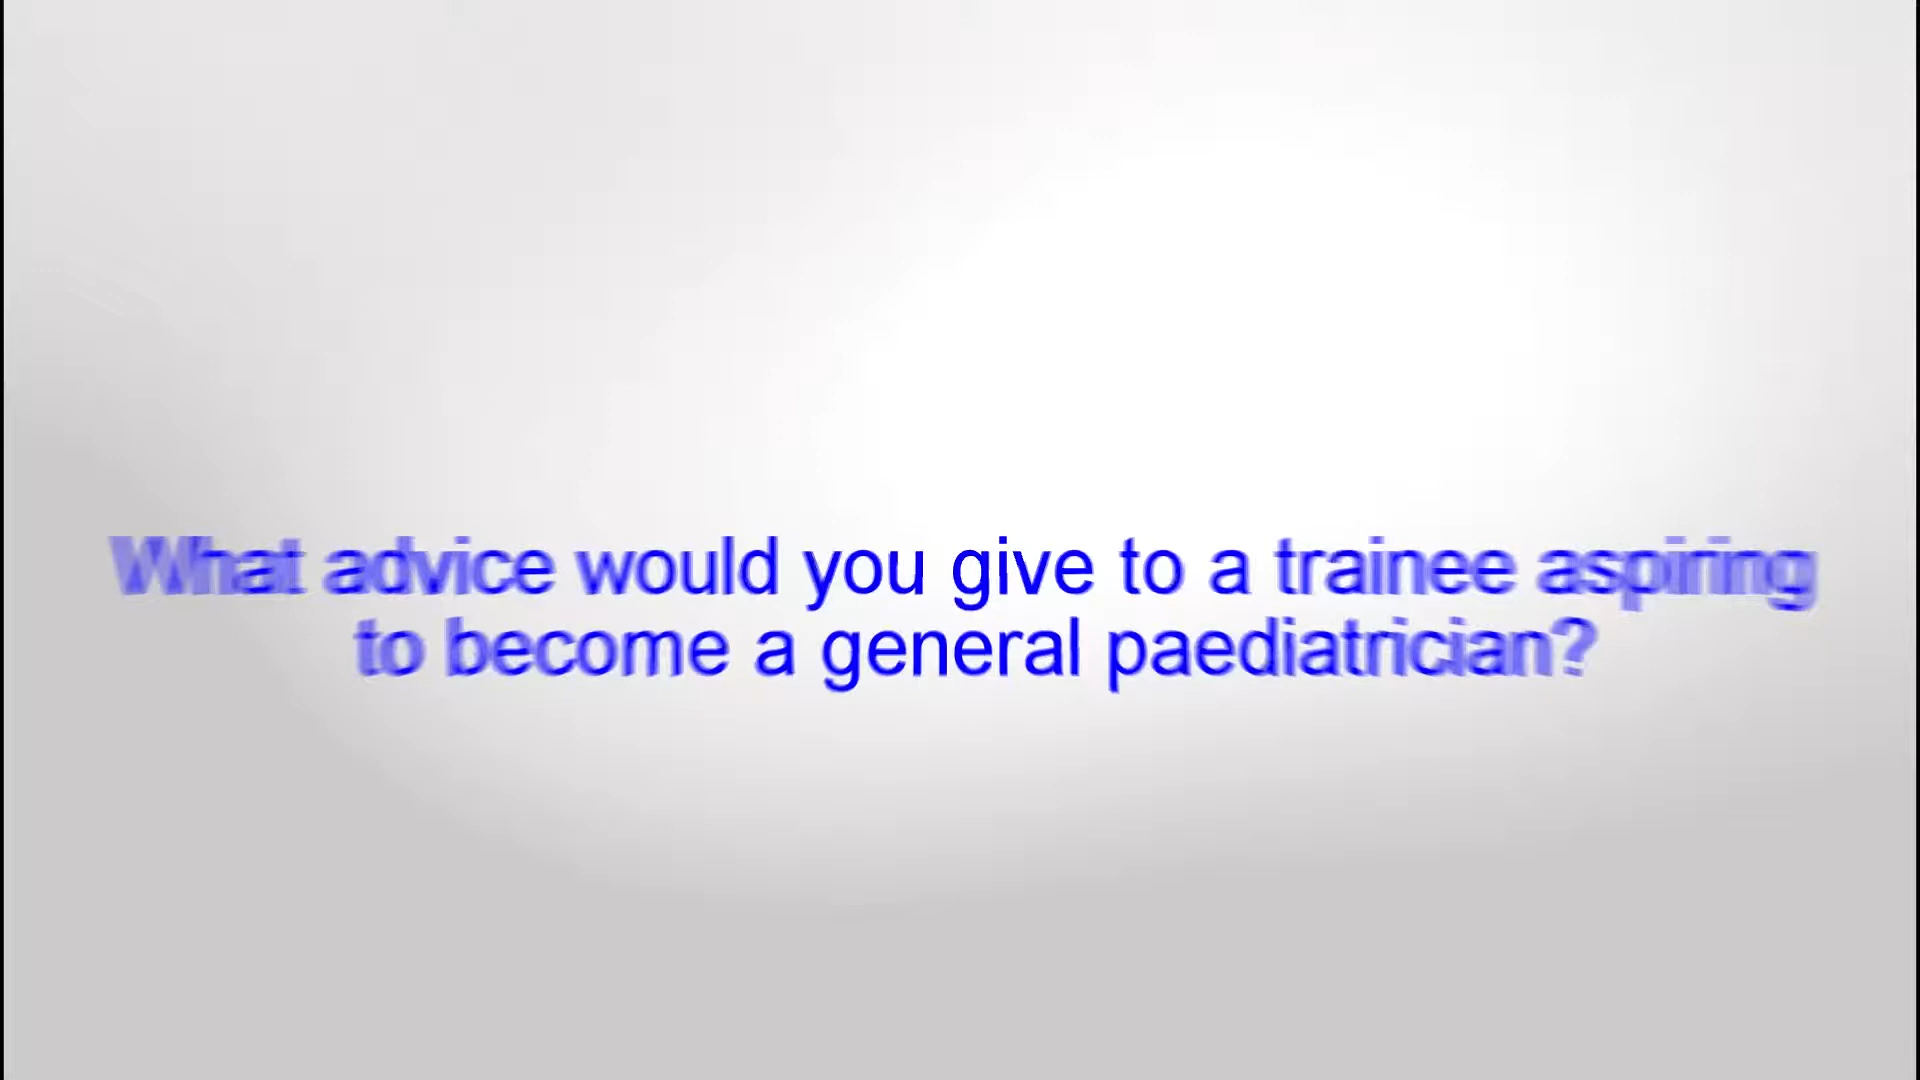 What advice would you give to a trainee aspiring
to become a general paediatrician?